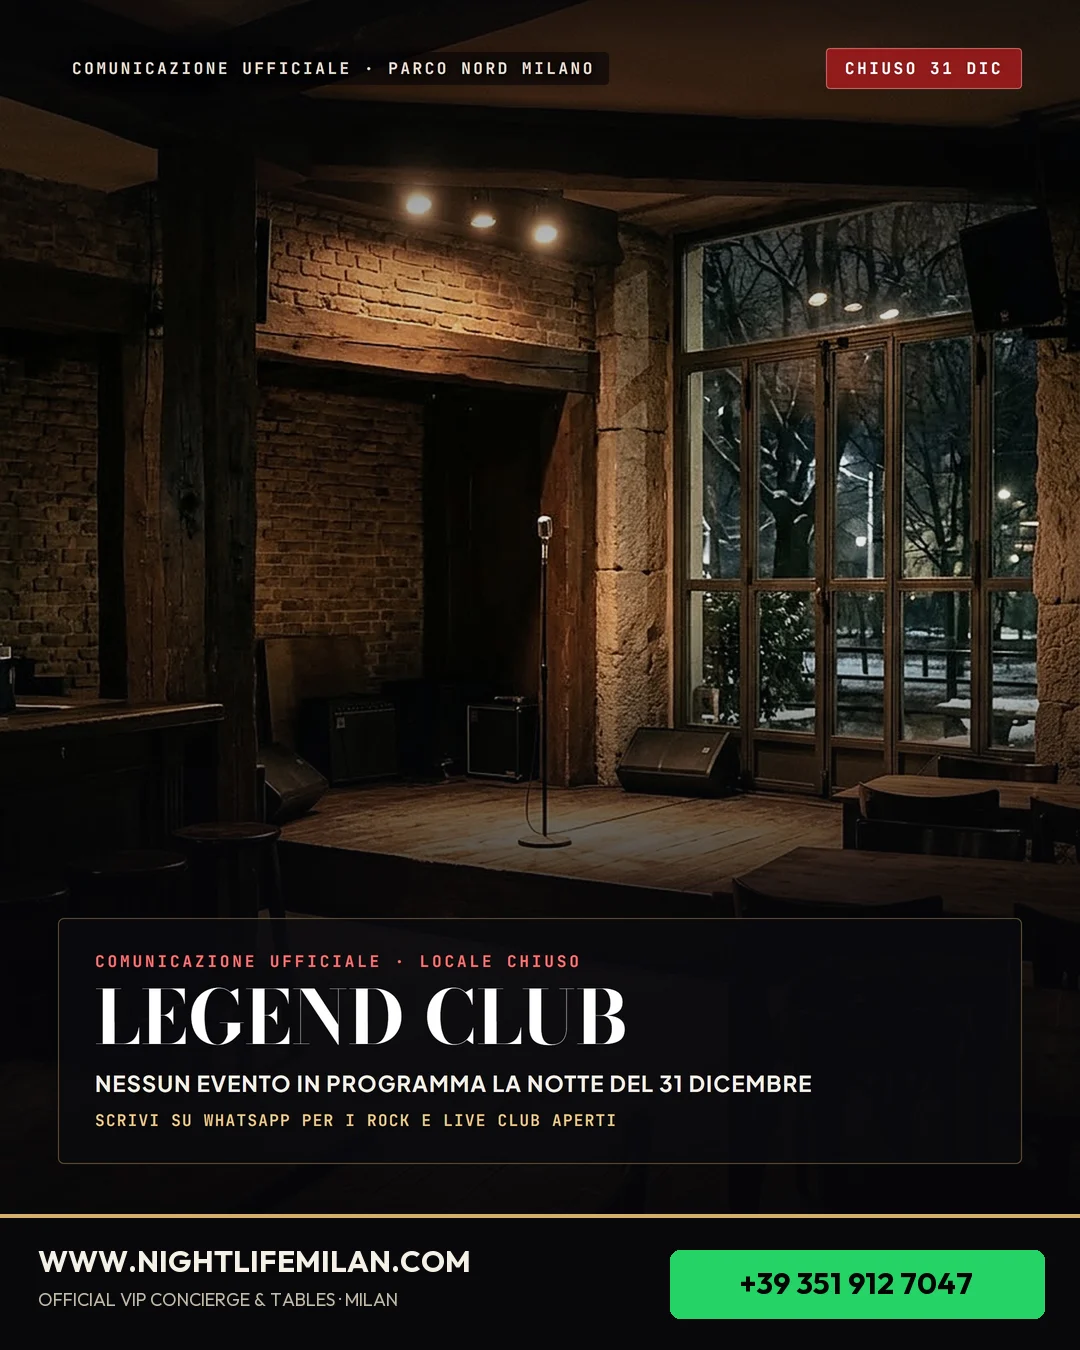 COMUNICAZIONE UFFICIALE · PARCO NORD MILANO
CHIUSO 31 DIC
COMUNICAZIONE UFFICIALE · LOCALE CHIUSO
LEGEND CLUB
NESSUN EVENTO IN PROGRAMMA LA NOTTE DEL 31 DICEMBRE
SCRIVI SU WHATSAPP PER I ROCK E LIVE CLUB APERTI
WWW.NIGHTLIFEMILAN.COM
OFFICIAL VIP CONCIERGE & TABLES · MILAN
+39 351 912 7047